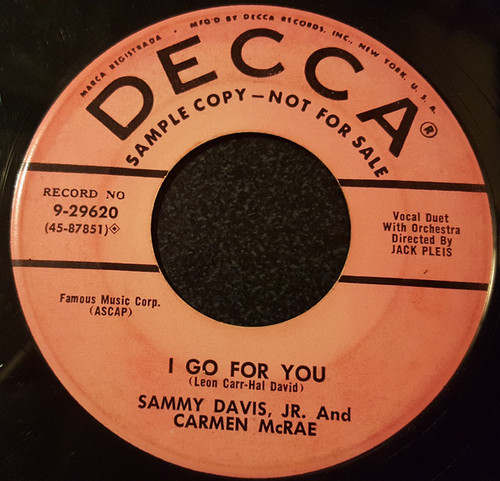 MARCA REGISTRADA • MFG'D BY DECCA RECORDS, INC., NEW YORK, U. S. A.
DECCA®
SAMPLE COPY—NOT FOR SALE
RECORD NO
9-29620
(45-87851)
Vocal Duet
With Orchestra
Directed By
JACK PLEIS
Famous Music Corp.
(ASCAP)
I GO FOR YOU
(Leon Carr-Hal David)
SAMMY DAVIS, JR. And
CARMEN McRAE